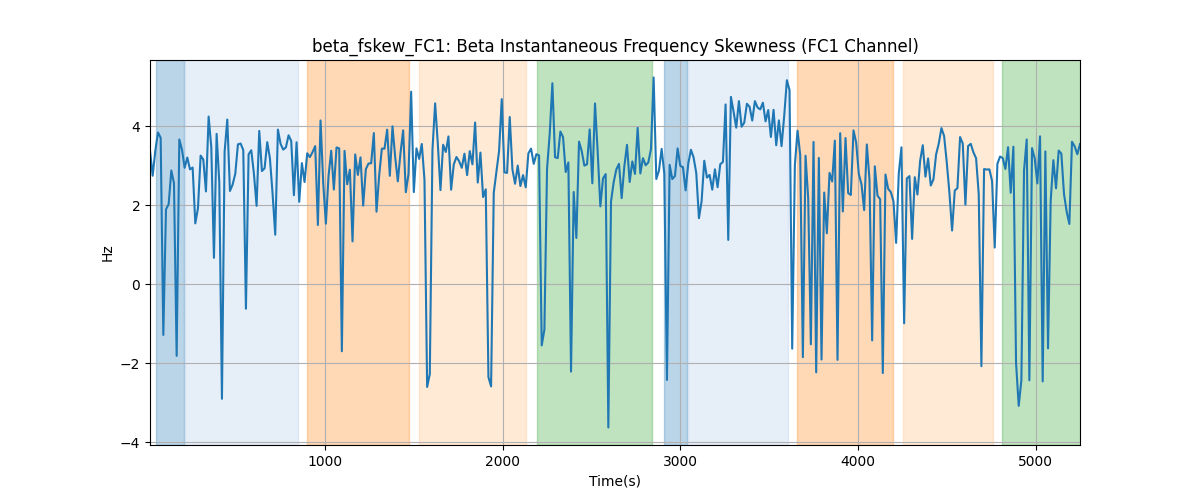 beta_fskew_FC1: Beta Instantaneous Frequency Skewness (FC1 Channel)
Hz
4
2
0
−2
−4
1000 2000 3000 4000 5000
Time(s)